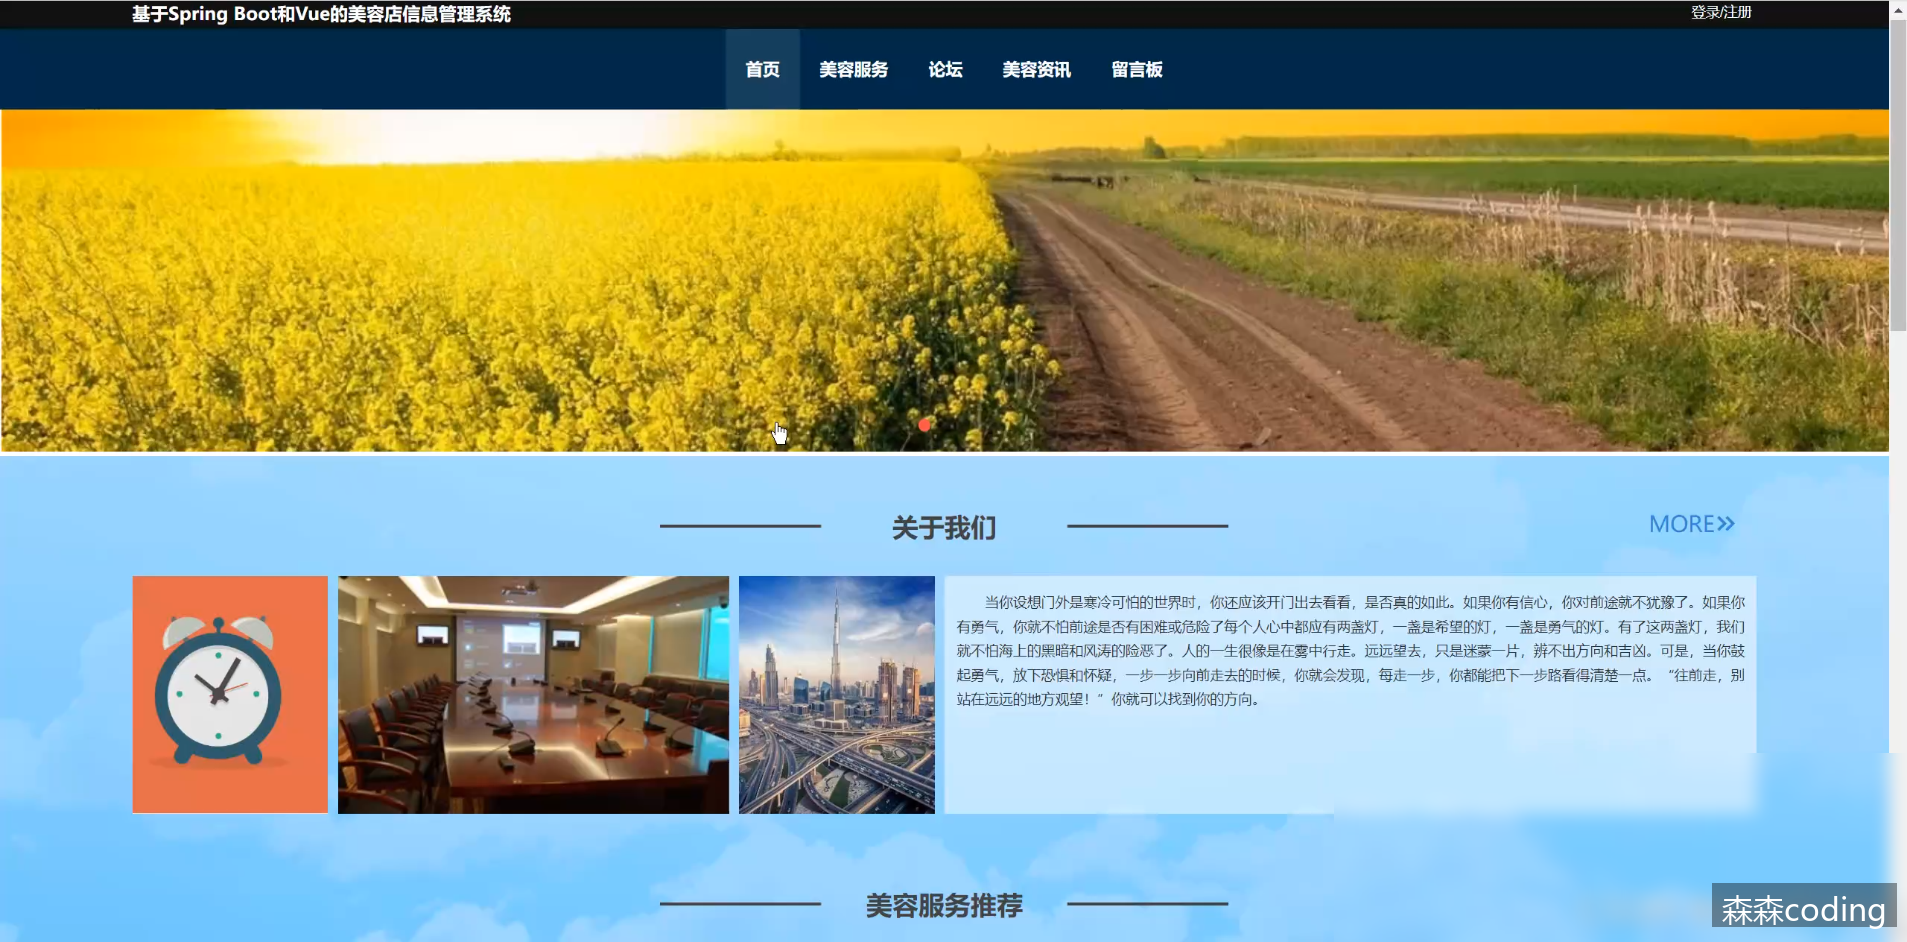 基于Spring Boot和Vue的美容店信息管理系统
登录/注册
首页
美容服务
论坛
美容资讯
留言板
关于我们
MORE
当你设想门外是寒冷可怕的世界时，你还应该开门出去看看，是否真的如此。如果你有信心，你对前途就不犹豫了。如果你
有勇气，你就不怕前途是否有困难或危险了每个人心中都应有两盏灯，一盏是希望的灯，一盏是勇气的灯。有了这两盏灯，我们
就不怕海上的黑暗和风涛的险恶了。人的一生很像是在雾中行走。远远望去，只是迷蒙一片，辨不出方向和吉凶。可是，当你鼓
起勇气，放下恐惧和怀疑，一步一步向前走去的时候，你就会发现，每走一步，你都能把下一步路看得清楚一点。“往前走，别
站在远远的地方观望！”你就可以找到你的方向。
美容服务推荐
森森coding